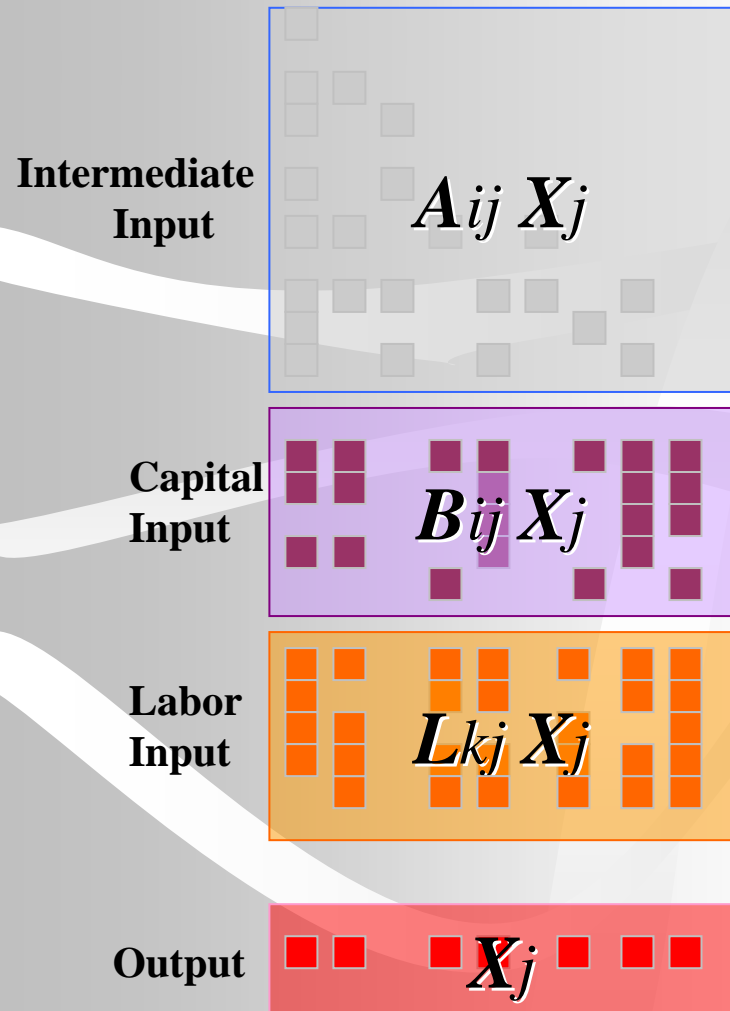 Intermediate
Input
Aij Xj
Capital
Input
Bij Xj
Labor
Input
Lkj Xj
Output
Xj